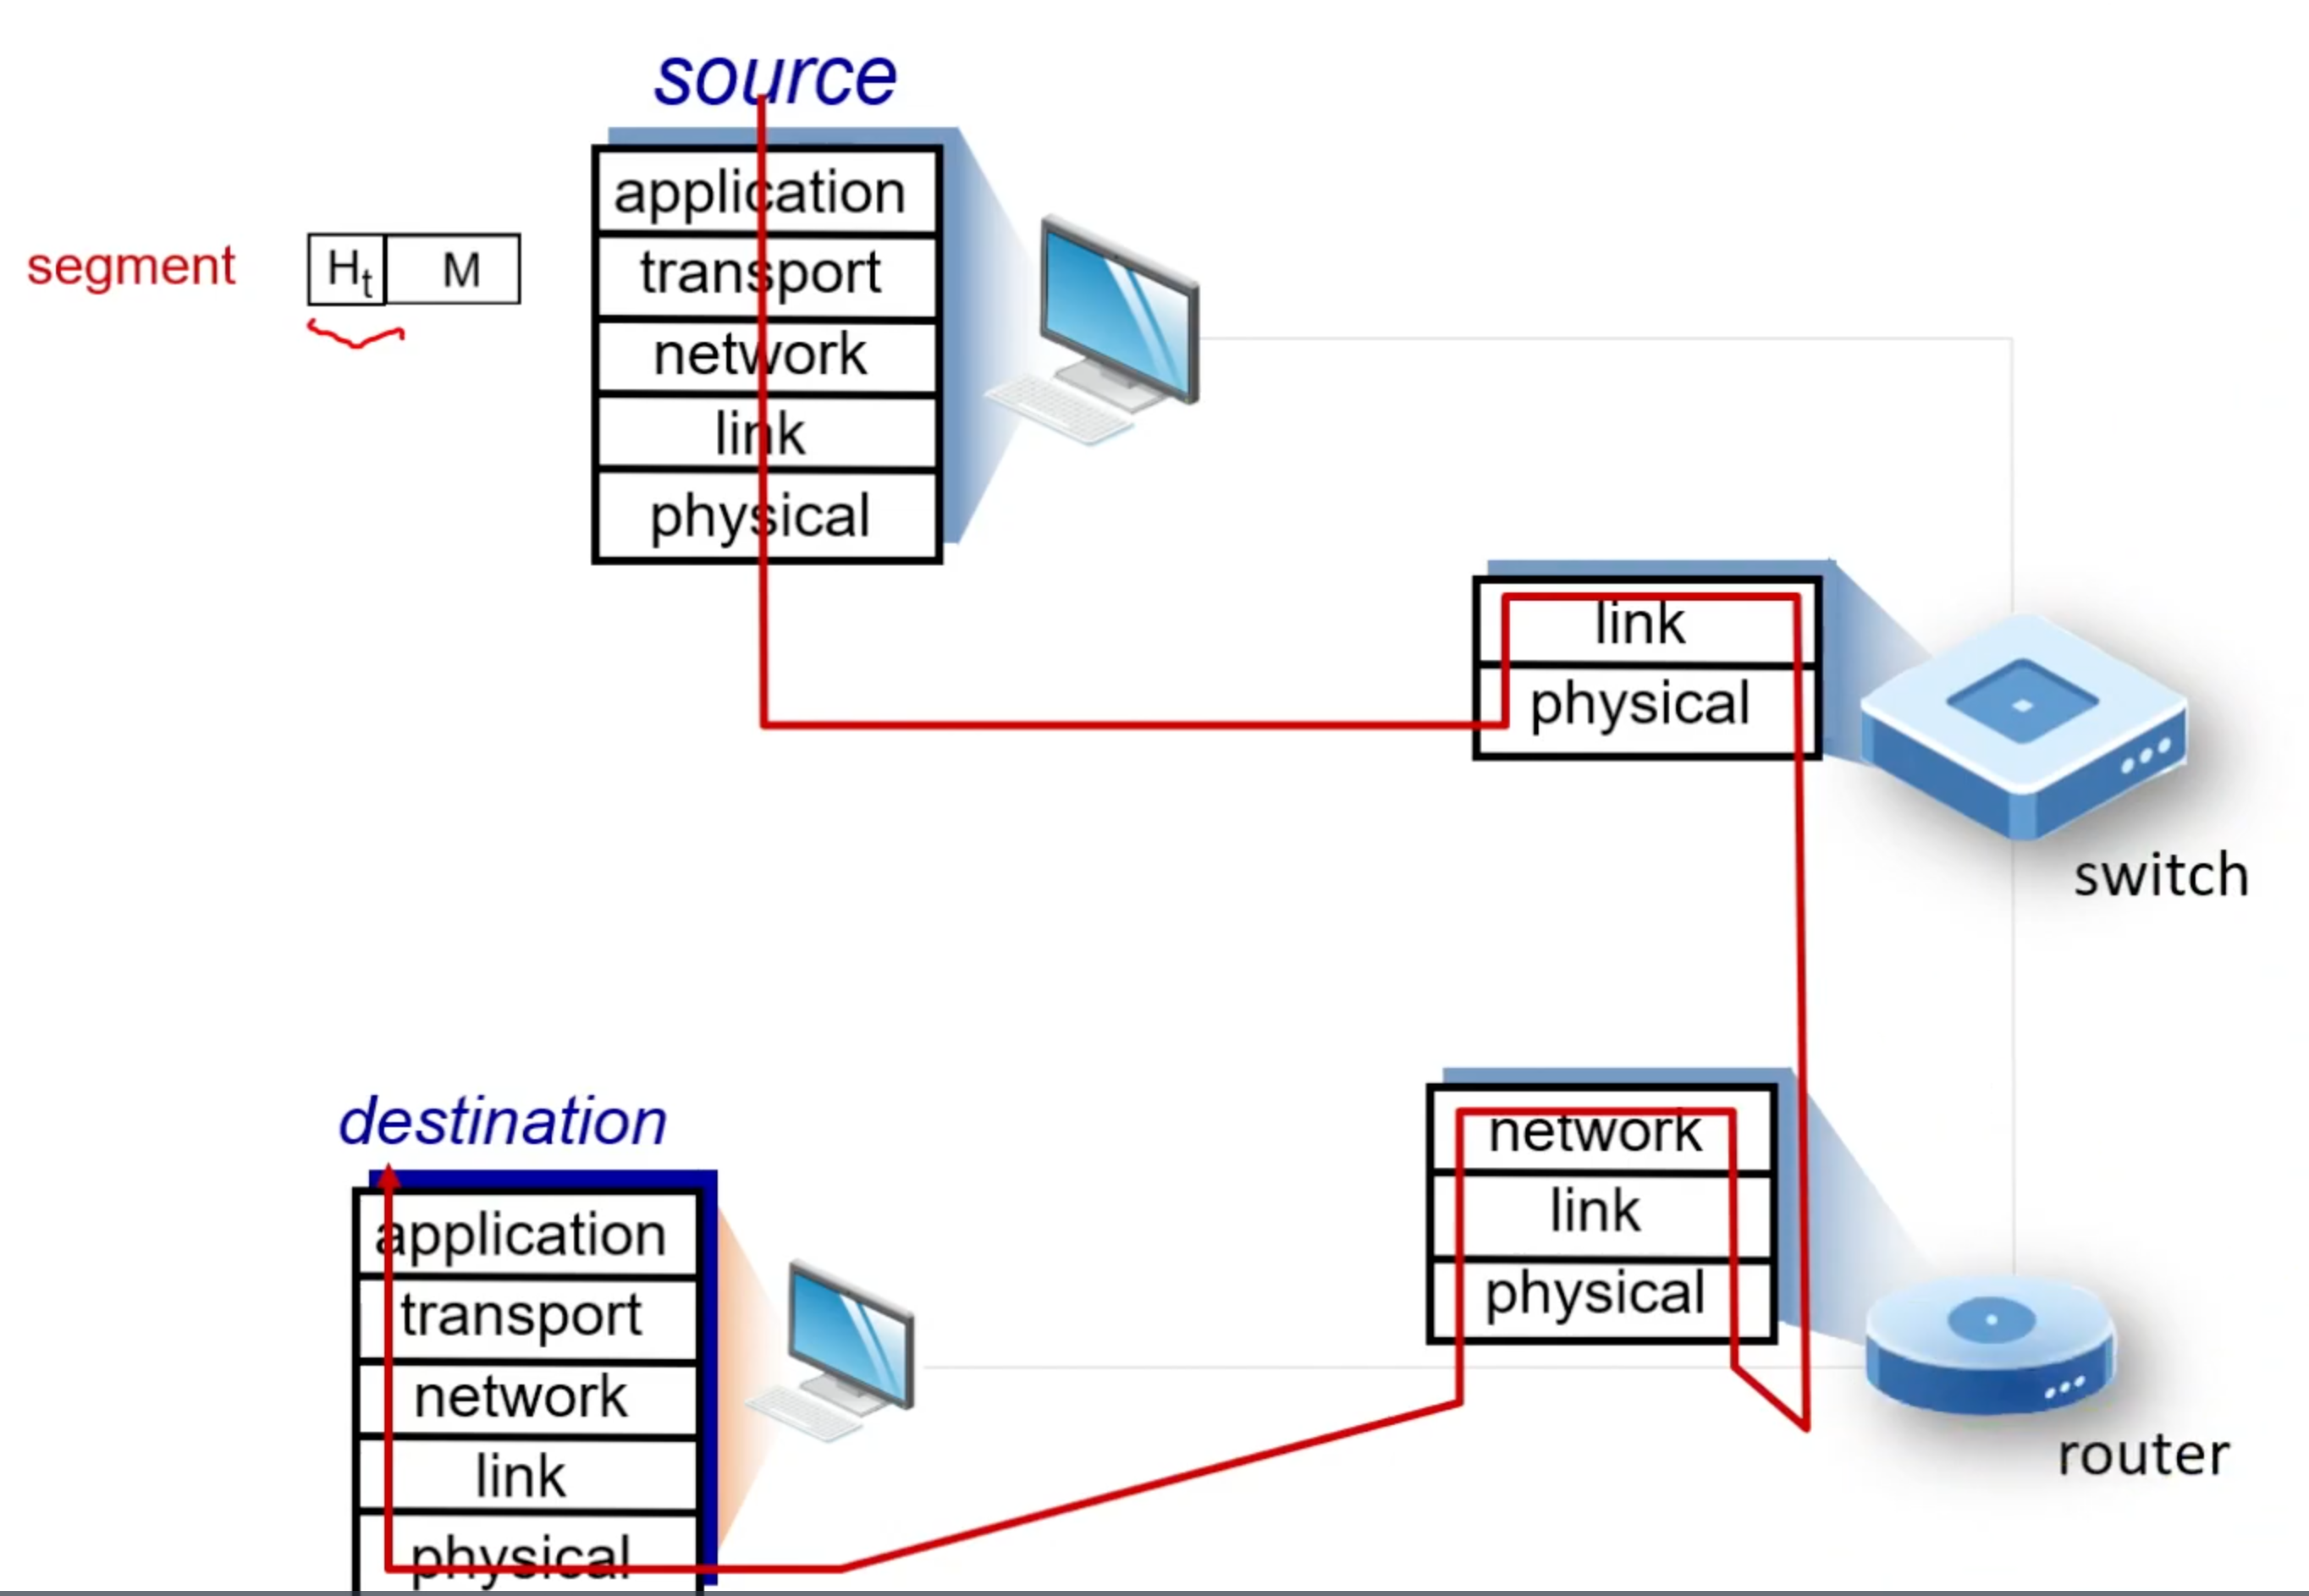 source
application
segment
Ht
M
transport
network
link
physical
link
physical
switch
destination
network
application
link
transport
physical
network
router
link
physical